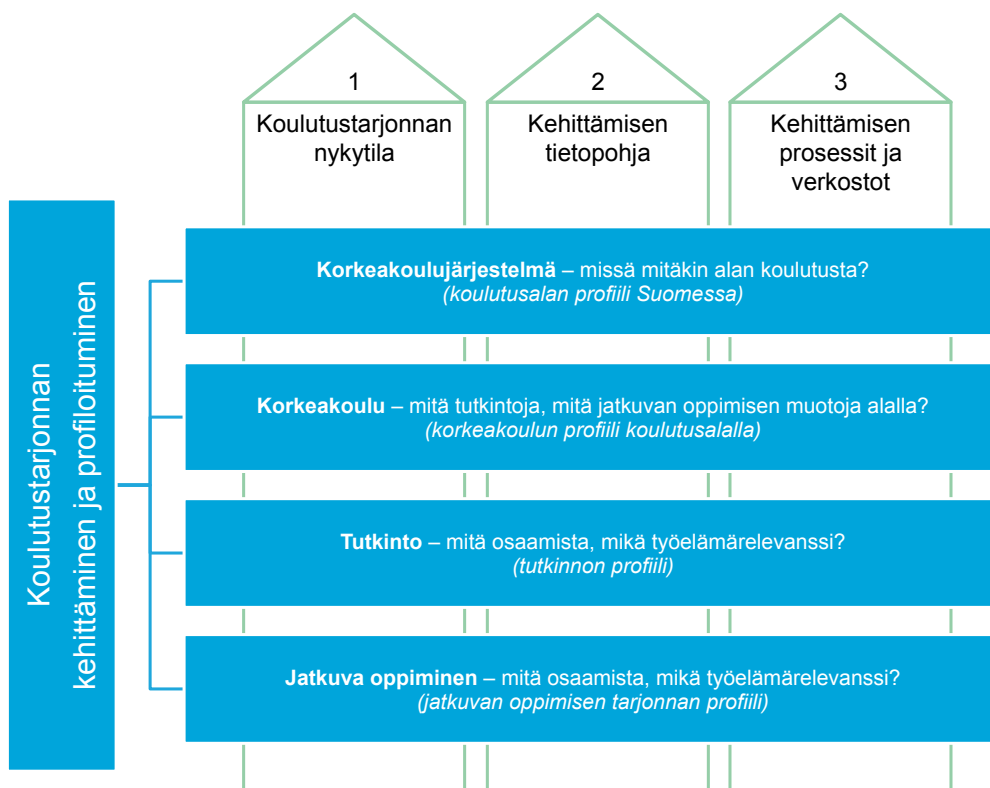 1
Koulutustarjonnan
nykytila
2
Kehittämisen
tietopohja
3
Kehittämisen
prosessit ja
verkostot
Koulutustarjonnan
kehittäminen ja profiloituminen
Korkeakoulujärjestelmä – missä mitäkin alan koulutusta?
(koulutusalan profiili Suomessa)
Korkeakoulu – mitä tutkintoja, mitä jatkuvan oppimisen muotoja alalla?
(korkeakoulun profiili koulutusalalla)
Tutkinto – mitä osaamista, mikä työelämärelevanssi?
(tutkinnon profiili)
Jatkuva oppiminen – mitä osaamista, mikä työelämärelevanssi?
(jatkuvan oppimisen tarjonnan profiili)